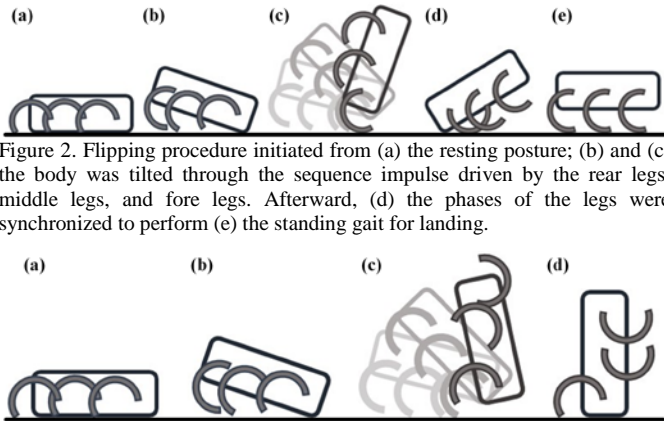 (a) (b) (c) (d) (e)
Figure 2. Flipping procedure initiated from (a) the resting posture; (b) and (c
the body was tilted through the sequence impulse driven by the rear legs
middle legs, and fore legs. Afterward, (d) the phases of the legs were
synchronized to perform (e) the standing gait for landing.
(a) (b) (c) (d)